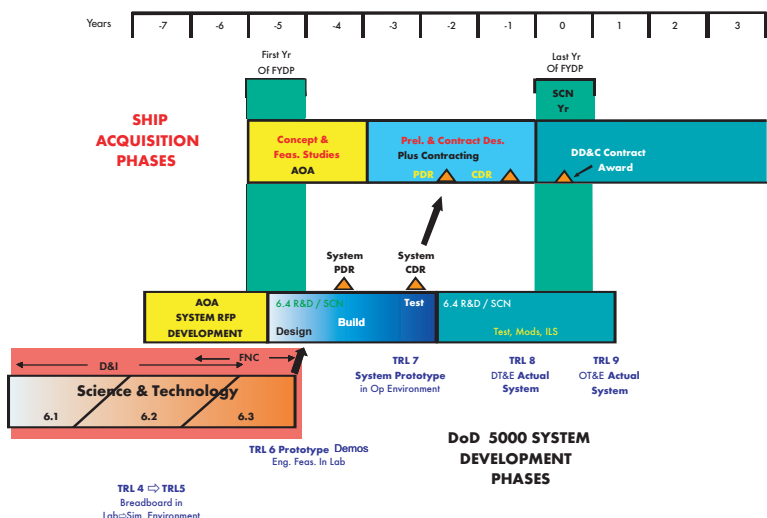 Years -7 -6 -5 -4 -3 -2 -1 0 1 2 3
First Yr
Of FYDP
Last Yr
Of FYDP
SCN
Yr
SHIP
ACQUISITION
PHASES
Concept &
Feas. Studies
AOA
Prel. & Contract Des.
Plus Contracting
PDR CDR
DD&C Contract
Award
System
PDR
System
CDR
AOA
SYSTEM RFP
DEVELOPMENT
6.4 R&D / SCN
Design
Build
Test
6.4 R&D / SCN
Test, Mods, ILS
D&I
FNC
Science & Technology
6.1 6.2 6.3
TRL 7
System Prototype
in Op Environment
TRL 8
DT&E Actual
System
TRL 9
OT&E Actual
System
TRL 6 Prototype Demos
Eng. Feas. In Lab
DoD 5000 SYSTEM
DEVELOPMENT
PHASES
TRL 4 ⇨ TRL5
Breadboard in
Lab⇨Sim. Environment